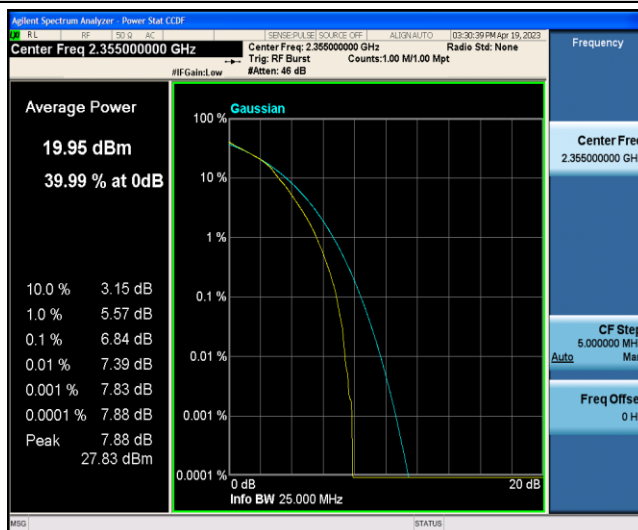 Agilent Spectrum Analyzer - Power Stat CCDF
RL RF 50 Ω AC SENSE:PULSE SOURCE OFF ALIGNAUTO 03:30:39 PM Apr 19, 2023
Center Freq 2.355000000 GHz
Center Freq: 2.355000000 GHz Radio Std: None
Trig: RF Burst Counts:1.00 M/1.00 Mpt
#IFGain:Low #Atten: 46 dB
Frequency
Average Power
19.95 dBm
39.99 % at 0dB
10.0 % 3.15 dB
1.0 % 5.57 dB
0.1 % 6.84 dB
0.01 % 7.39 dB
0.001 % 7.83 dB
0.0001 % 7.88 dB
Peak 7.88 dB
27.83 dBm
Gaussian
100 %
10 %
1 %
0.1 %
0.01 %
0.001 %
0.0001 %
0 dB 20 dB
Info BW 25.000 MHz
Center Freq
2.355000000 GH
CF Step
5.000000 MH
Auto Ma
Freq Offse
0 H
MSG STATUS